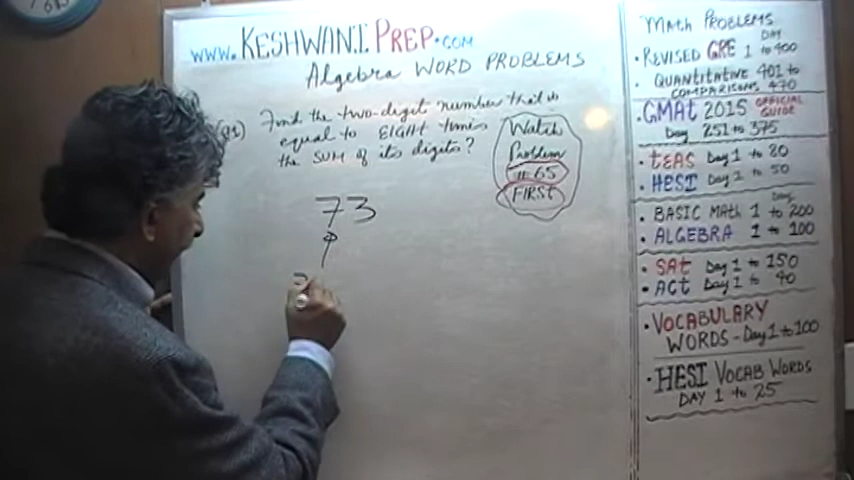 www.KESHWANI PREP.COM
Algebra WORD PROBLEMS
Q1) Find the two-digit number that is
equal to EIGHT times
the SUM of its digits?
Watch
Problem
#65
FIRST
73
MATH PROBLEMS
DAY
• REVISED GRE 1 to 400
• QUANTITATIVE 401 to
COMPARISONS 470
• GMAT 2015 OFFICIAL GUIDE
Day 251 to 375
• TEAS Day 1 to 80
• HESI Day 1 to 50
Day
• BASIC MATH 1 to 200
• ALGEBRA 1 to 100
• SAT Day 1 to 150
• ACT Day 1 to 40
• VOCABULARY
WORDS - Day 1 to 100
• HESI VOCAB WORDS
DAY 1 to 25